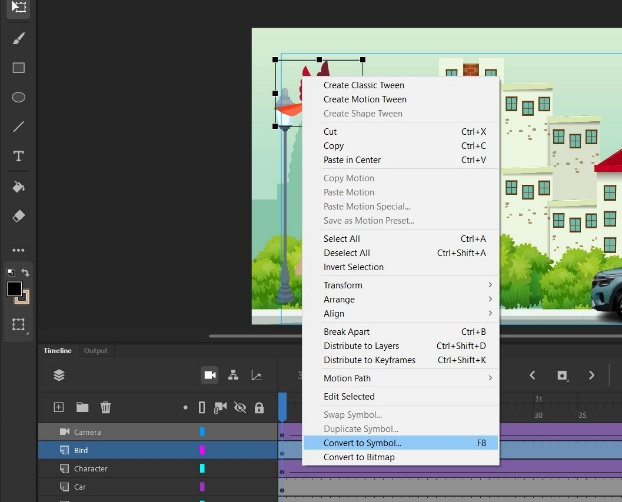 T
Create Classic Tween
Create Motion Tween
Create Shape Tween
Cut Ctrl+X
Copy Ctrl+C
Paste in Center Ctrl+V
Copy Motion
Paste Motion
Paste Motion Special...
Save as Motion Preset...
Select All Ctrl+A
Deselect All Ctrl+Shift+A
Invert Selection
Transform
Arrange
Align
Break Apart Ctrl+B
Distribute to Layers Ctrl+Shift+D
Distribute to Keyframes Ctrl+Shift+K
Motion Path
Edit Selected
Swap Symbol...
Duplicate Symbol...
Convert to Symbol... F8
Convert to Bitmap
Timeline Output
2s
30 35
Camera
Bird
Character
Car